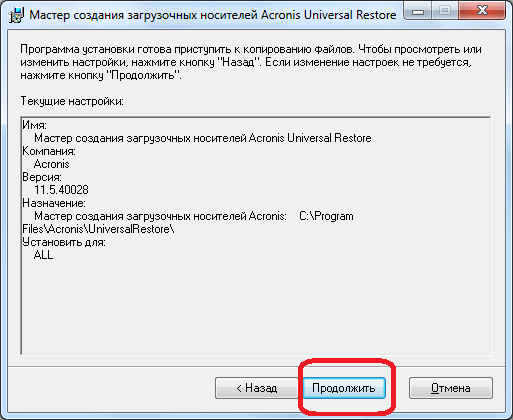 Мастер создания загрузочных носителей Acronis Universal Restore
Программа установки готова приступить к копированию файлов. Чтобы просмотреть или
изменить настройки, нажмите кнопку "Назад". Если изменение настроек не требуется,
нажмите кнопку "Продолжить".
Текущие настройки:
Имя:
Мастер создания загрузочных носителей Acronis Universal Restore
Компания:
Acronis
Версия:
11.5.40028
Назначение:
Мастер создания загрузочных носителей Acronis: C:\Program
Files\Acronis\UniversalRestore\
Установить для:
ALL
< Назад Продолжить Отмена